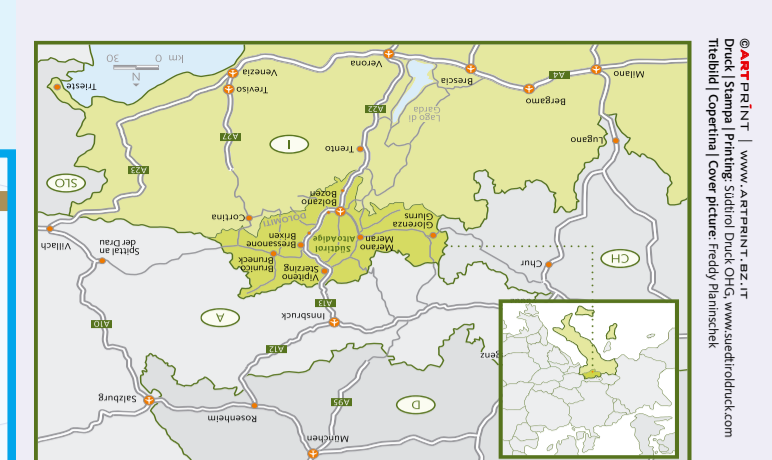 ©ARTPRINT | WWW.ARTPRINT.BZ.IT
Druck | Stampa | Printing: Südtirol Druck OHG, www.suedtiroldruck.com
Titelbild | Copertina | Cover picture: Freddy Planinschek
München
Rosenheim
D
A95
Salzburg
genz
A12
A10
Innsbruck
A
A13
Chur
CH
Vipiteno
Sterzing
Brunico
Bruneck
Spittal an
der Drau
Merano
Meran
Südtirol
AltoAdige
Bressanone
Brixen
Villach
Glorenza
Glurns
Bolzano
Bozen
DOLOMITI
Cortina
SLO
A23
Lugano
Trento
I
A27
Lago di
Garda
A22
Milano
Bergamo
A4
Brescia
Verona
Treviso
Venezia
Trieste
N
km 0 30